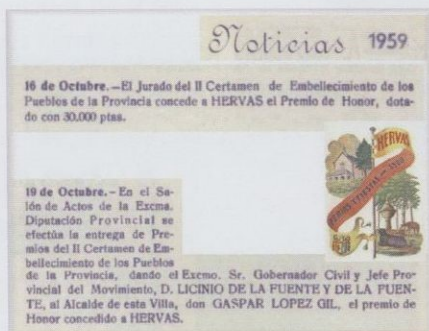 Noticias 1959
16 de Octubre.—El Jurado del II Certamen de Embellecimiento de los
Pueblos de la Provincia concede a HERVAS el Premio de Honor, dota-
do con 30.000 ptas.
HERVAS
FERIAS Y FIESTAS
19 de Octubre.—En el Sa-
lón de Actos de la Excma.
Diputación Provincial se
efectúa la entrega de Pre-
mios del II Certamen de Em-
bellecimiento de los Pueblos
de la Provincia, dando el Excmo. Sr. Gobernador Civil y Jefe Pro-
vincial del Movimiento, D. LICINIO DE LA FUENTE Y DE LA FUEN-
TE, al Alcalde de esta Villa, don GASPAR LOPEZ GIL, el premio de
Honor concedido a HERVAS.